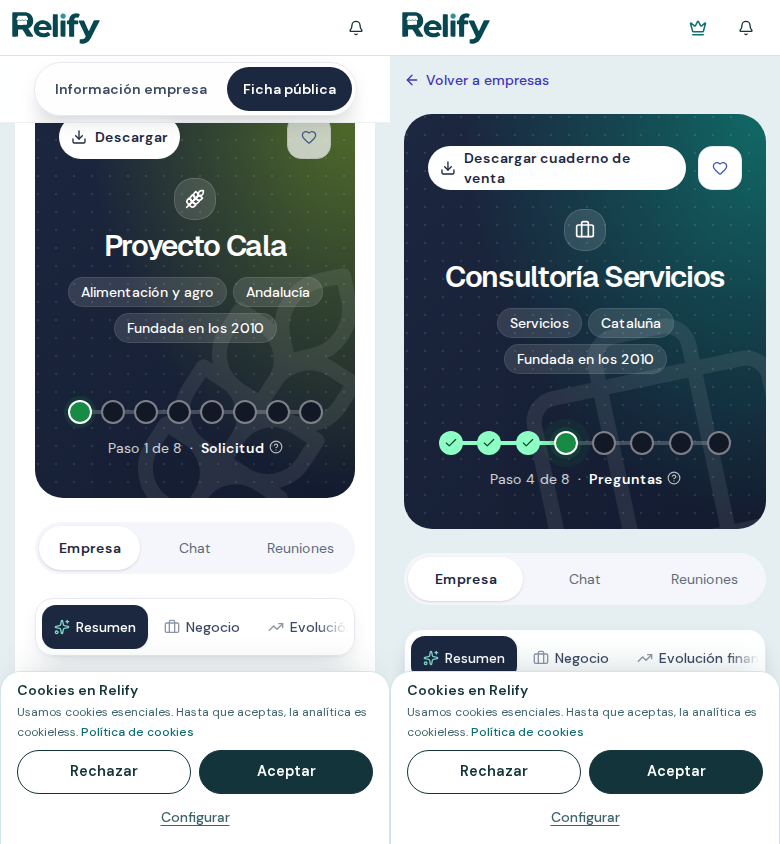 Relify
Información empresa
Ficha pública
Descargar
Proyecto Cala
Alimentación y agro
Andalucía
Fundada en los 2010
Paso 1 de 8 · Solicitud
Empresa
Chat
Reuniones
Resumen
Negocio
Evolució
Cookies en Relify
Usamos cookies esenciales. Hasta que aceptas, la analítica es
cookieless. Política de cookies
Rechazar
Aceptar
Configurar
Relify
Volver a empresas
Descargar cuaderno de
venta
Consultoría Servicios
Servicios
Cataluña
Fundada en los 2010
Paso 4 de 8 · Preguntas
Empresa
Chat
Reuniones
Resumen
Negocio
Evolución finan
Cookies en Relify
Usamos cookies esenciales. Hasta que aceptas, la analítica es
cookieless. Política de cookies
Rechazar
Aceptar
Configurar